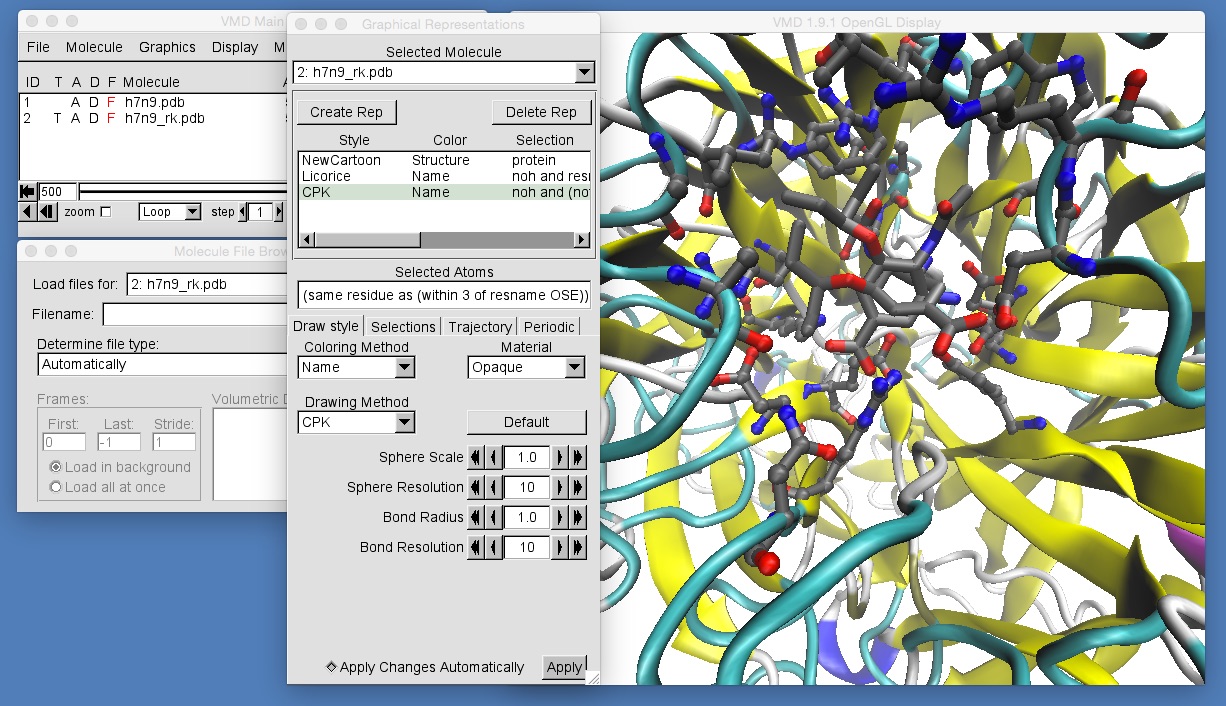 VMD Main
File Molecule Graphics Display M
ID T A D F Molecule
1 A D F h7n9.pdb
2 T A D F h7n9_rk.pdb
500
zoom Loop step 1
Molecule File Brow
Load files for: 2: h7n9_rk.pdb
Filename:
Determine file type:
Automatically
Frames:
First: Last: Stride:
0 -1 1
Load in background
Load all at once
Volumetric D
Graphical Representations
Selected Molecule
2: h7n9_rk.pdb
Create Rep Delete Rep
Style Color Selection
NewCartoon Structure protein
Licorice Name noh and resi
CPK Name noh and (not
Selected Atoms
(same residue as (within 3 of resname OSE))
Draw style Selections Trajectory Periodic
Coloring Method Material
Name Opaque
Drawing Method
CPK Default
Sphere Scale 1.0
Sphere Resolution 10
Bond Radius 1.0
Bond Resolution 10
Apply Changes Automatically Apply
VMD 1.9.1 OpenGL Display